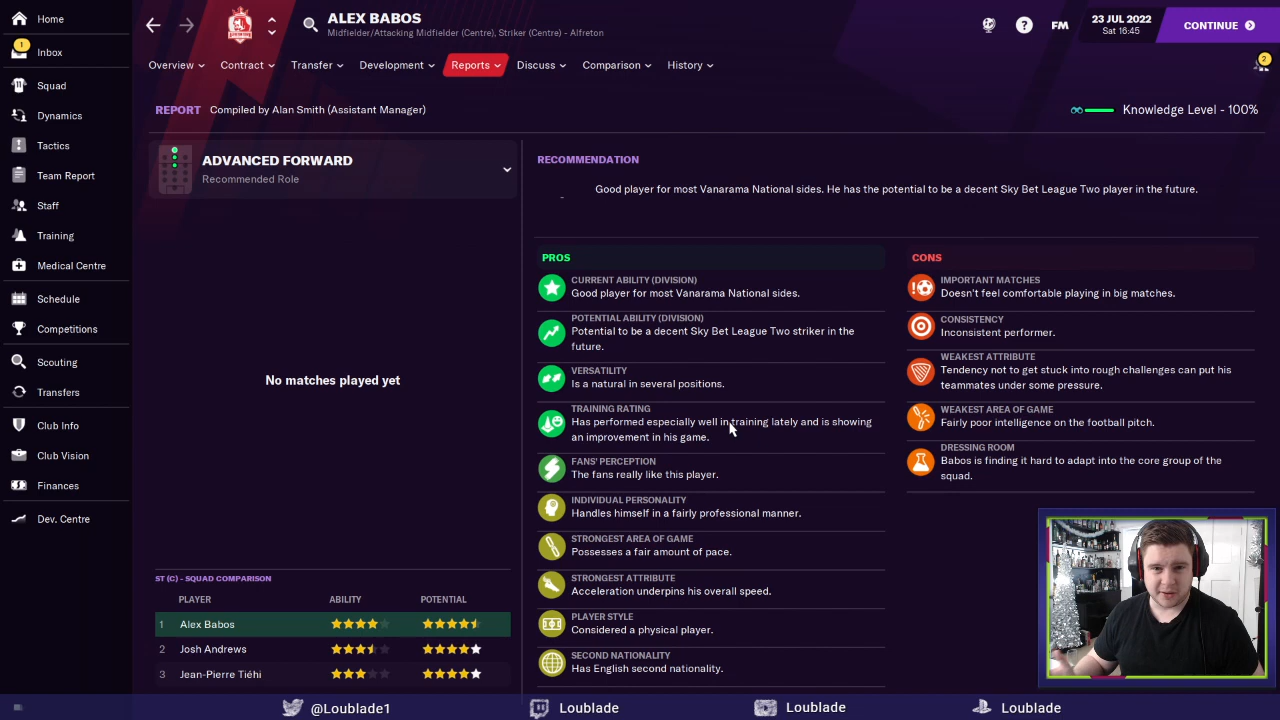 Home
1
Inbox
Squad
Dynamics
Tactics
Team Report
Staff
Training
Medical Centre
Schedule
Competitions
Scouting
Transfers
Club Info
Club Vision
Finances
Dev. Centre
ALEX BABOS
Midfielder/Attacking Midfielder (Centre), Striker (Centre) - Alfreton
?
FM
23 JUL 2022
Sat 16:45
CONTINUE
Overview
Contract
Transfer
Development
Reports
Discuss
Comparison
History
2
REPORT Compiled by Alan Smith (Assistant Manager)
Knowledge Level - 100%
ADVANCED FORWARD
Recommended Role
No matches played yet
ST (C) - SQUAD COMPARISON
PLAYER ABILITY POTENTIAL
1 Alex Babos
2 Josh Andrews
3 Jean-Pierre Tiéhi
RECOMMENDATION
Good player for most Vanarama National sides. He has the potential to be a decent Sky Bet League Two player in the future.
-
PROS
CURRENT ABILITY (DIVISION)
Good player for most Vanarama National sides.
POTENTIAL ABILITY (DIVISION)
Potential to be a decent Sky Bet League Two striker in the
future.
VERSATILITY
Is a natural in several positions.
TRAINING RATING
Has performed especially well in training lately and is showing
an improvement in his game.
FANS' PERCEPTION
The fans really like this player.
INDIVIDUAL PERSONALITY
Handles himself in a fairly professional manner.
STRONGEST AREA OF GAME
Possesses a fair amount of pace.
STRONGEST ATTRIBUTE
Acceleration underpins his overall speed.
PLAYER STYLE
Considered a physical player.
SECOND NATIONALITY
Has English second nationality.
CONS
IMPORTANT MATCHES
Doesn't feel comfortable playing in big matches.
CONSISTENCY
Inconsistent performer.
WEAKEST ATTRIBUTE
Tendency not to get stuck into rough challenges can put his
teammates under some pressure.
WEAKEST AREA OF GAME
Fairly poor intelligence on the football pitch.
DRESSING ROOM
Babos is finding it hard to adapt into the core group of the
squad.
@Loublade1
Loublade
Loublade
Loublade